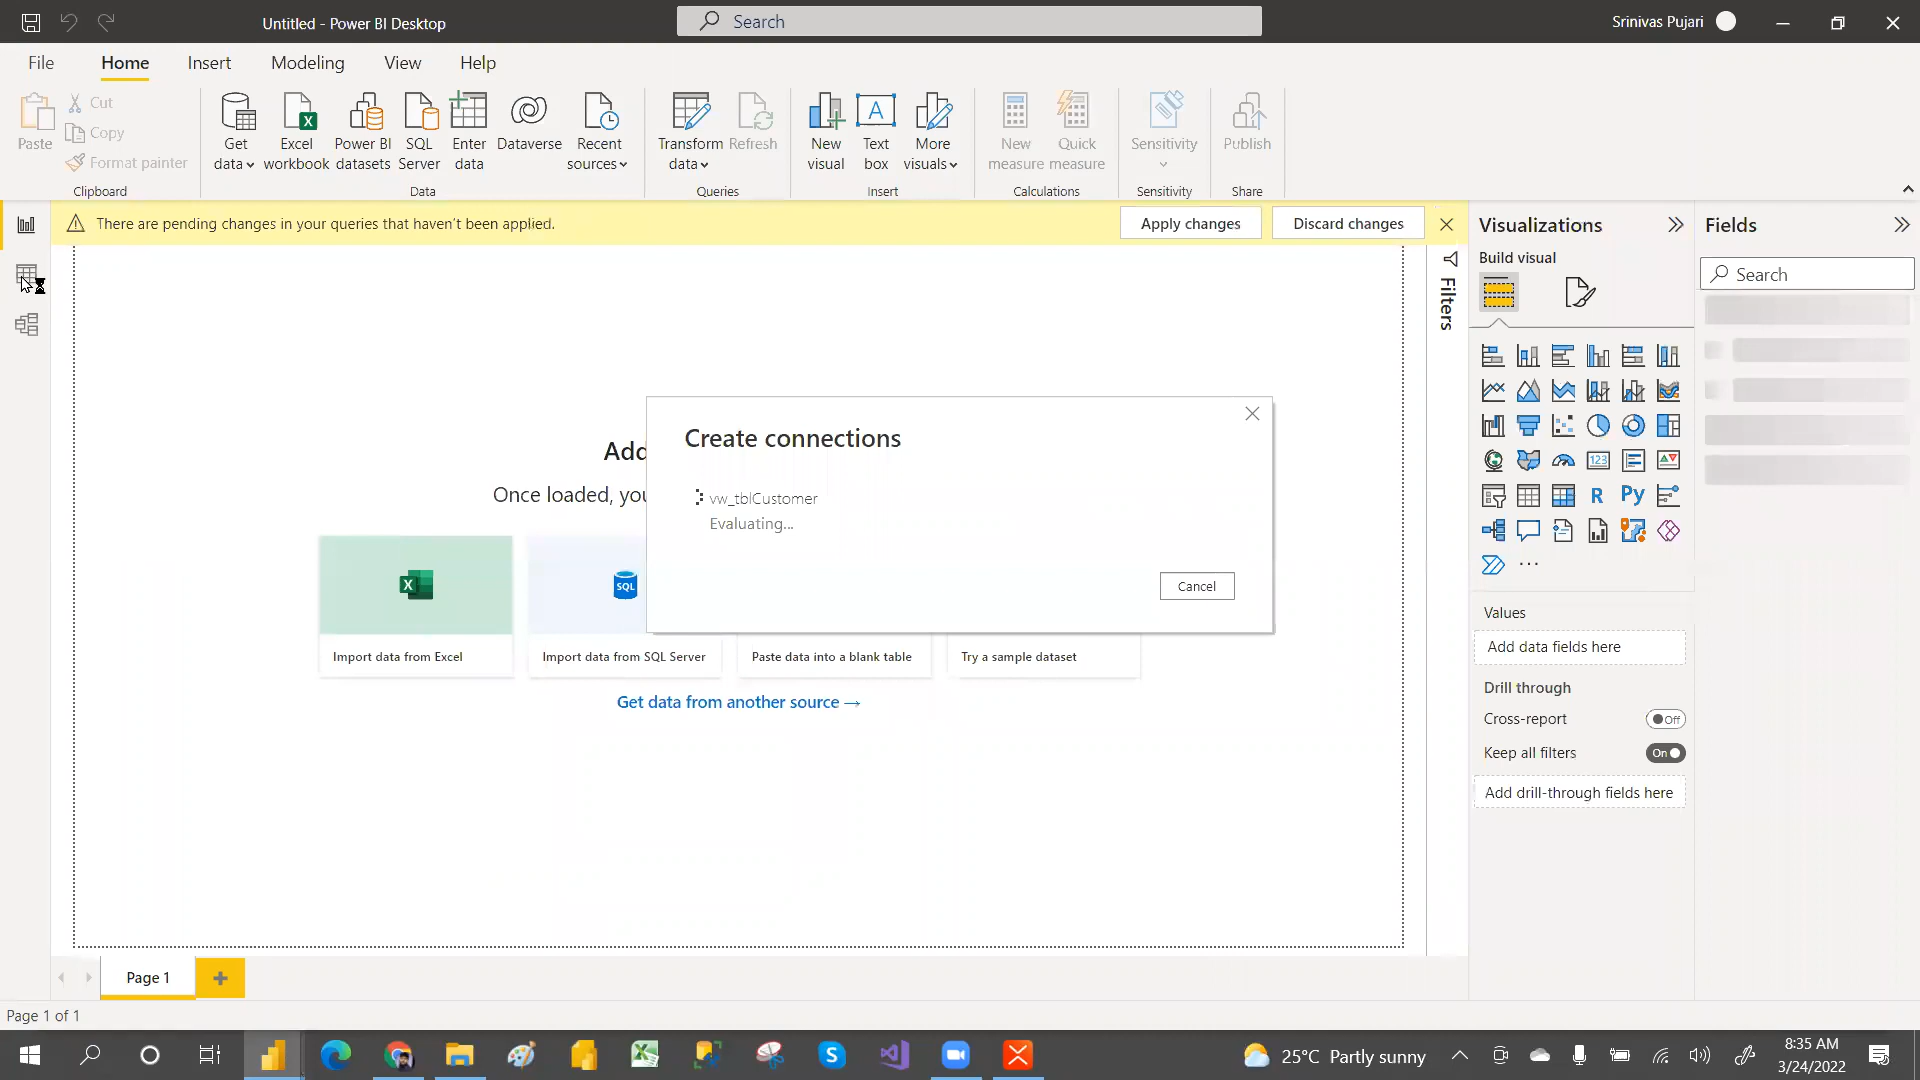 Untitled - Power BI Desktop
Search
Srinivas Pujari
File
Home
Insert
Modeling
View
Help
Paste
Cut
Copy
Format painter
Clipboard
Get data
Excel workbook
Power BI datasets
SQL Server
Enter data
Dataverse
Recent sources
Data
Transform data
Refresh
Queries
New visual
A
Text box
More visuals
Insert
New measure
Quick measure
Calculations
Sensitivity
Sensitivity
Publish
Share
There are pending changes in your queries that haven't been applied.
Apply changes
Discard changes
Visualizations
Fields
Build visual
Search
Filters
123
R
Py
Create connections
vw_tblCustomer
Evaluating...
Cancel
Add
Once loaded, you
X
SQL
Import data from Excel
Import data from SQL Server
Paste data into a blank table
Try a sample dataset
Get data from another source →
...
Values
Add data fields here
Drill through
Cross-report
Off
Keep all filters
On
Add drill-through fields here
Page 1
+
Page 1 of 1
S
25°C Partly sunny
8:35 AM
3/24/2022